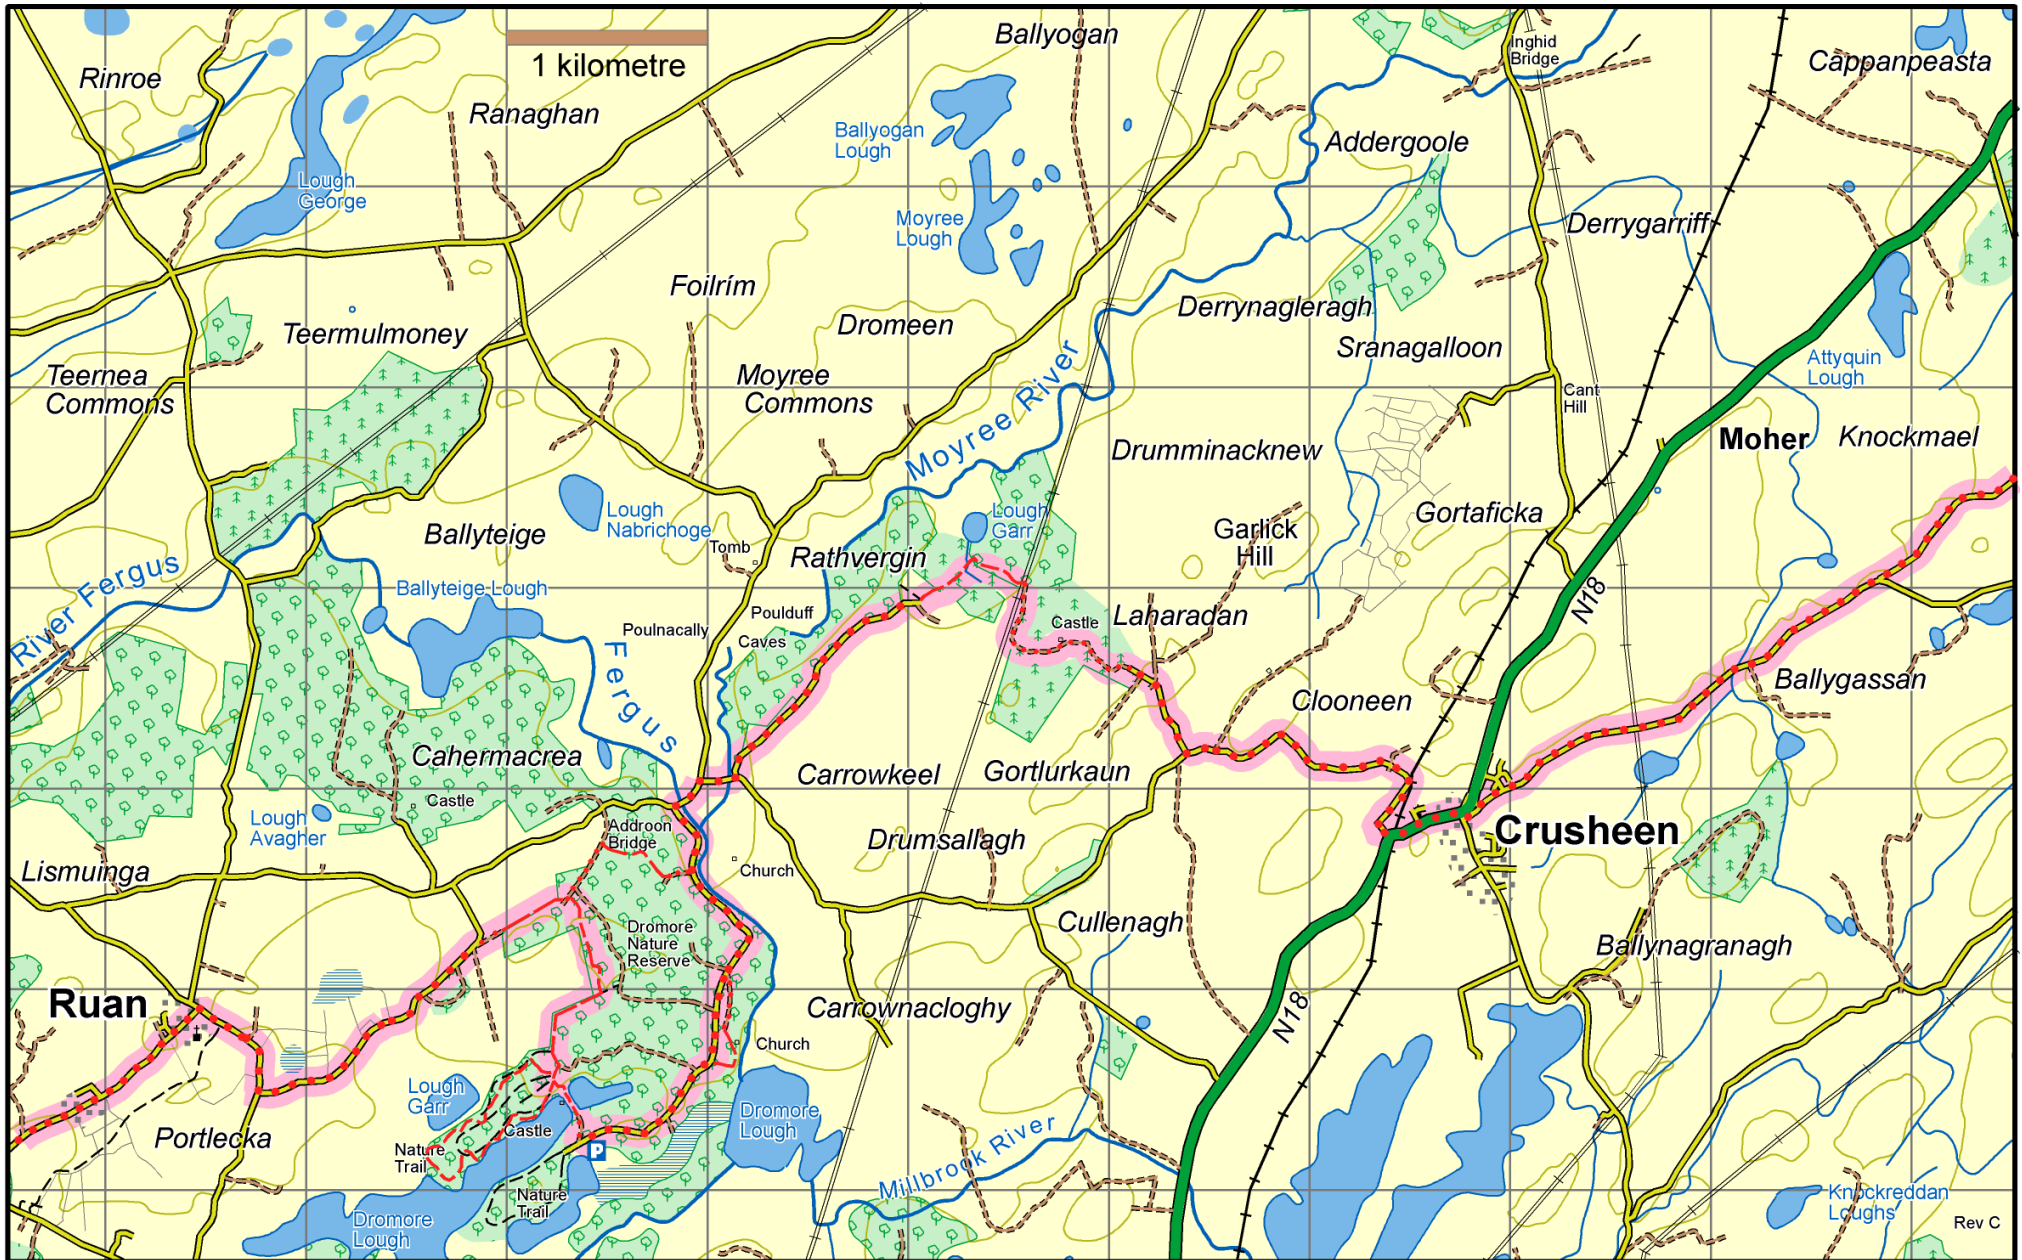 Rinroe
1 kilometre
Ballyogan
Inghid
Bridge
Cappanpeasta
Ranaghan
Ballyogan
Lough
Addergoole
Lough
George
Moyree
Lough
Derrygarriff
Foilrím
Dromeen
Derrynagleragh
Teermulmoney
Sranagalloon
Attyquin
Lough
Teernea
Commons
Moyree
Commons
Cant
Hill
Moyree River
Drumminacknew
Moher
Knockmael
Lough
Nabrichoge
Lough
Garr
Gortaficka
Ballyteige
Garlick
Hill
Tomb
Rathvergin
River Fergus
Ballyteige Lough
N18
Poulduff
Laharadan
Castle
Poulnacally
Caves
Fergus
Ballygassan
Clooneen
Cahermacrea
Carrowkeel
Gortlurkaun
Castle
Lough
Avagher
Addroon
Bridge
Drumsallagh
Crusheen
Lismuinga
Church
Cullenagh
Dromore
Nature
Reserve
Ballynagranagh
Ruan
Carrownacloghy
N18
Church
Lough
Garr
Dromore
Lough
Portlecka
Castle
Nature
Trail
P
Millbrook River
Nature
Trail
Dromore
Lough
Knockreddan
Loughs
Rev C